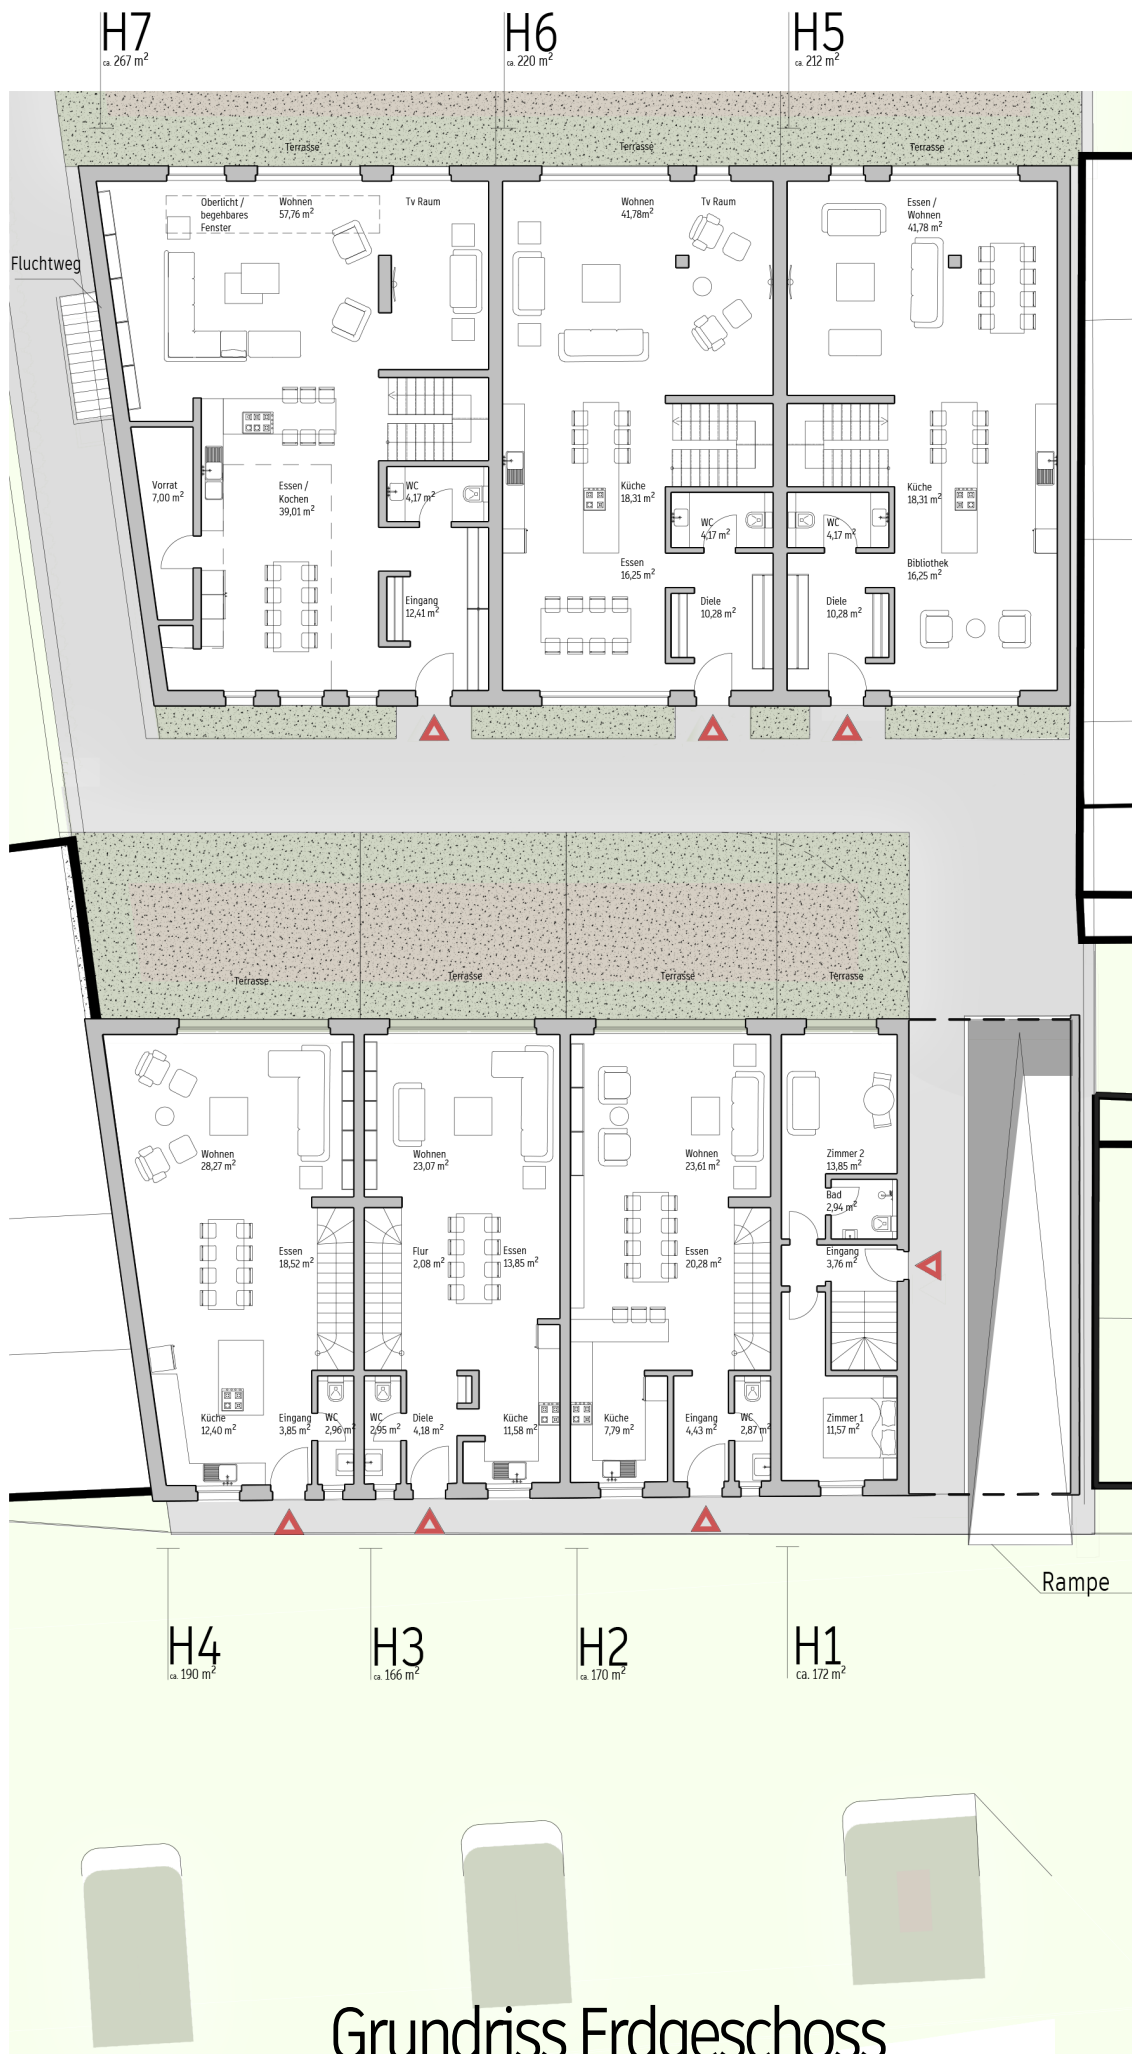 H7
ca. 267 m²
H6
ca. 220 m²
H5
ca. 212 m²
Terrasse
Terrasse
Terrasse
Oberlicht /
begehbares
Fenster
Wohnen
57,76 m²
Tv Raum
Wohnen
41,78m²
Tv Raum
Essen /
Wohnen
41,78 m²
Fluchtweg
Vorrat
7,00 m²
Essen /
Kochen
39,01m²
WC
4,17 m²
Küche
18,31 m²
WC
4,17 m²
WC
4,17 m²
Küche
18,31 m²
Essen
16,25 m²
Bibliothek
16,25 m²
Eingang
12,41 m²
Diele
10,28 m²
Diele
10,28 m²
Terrasse
Terrasse
Terrasse
Terrasse
Wohnen
28,27 m²
Wohnen
23,07 m²
Wohnen
23,61 m²
Zimmer 2
13,85 m²
Bad
2,94 m²
Essen
18,52 m²
Flur
2,08 m²
Essen
13,85 m²
Essen
20,28 m²
Eingang
3,76 m²
Küche
12,40 m²
Eingang
3,85 m²
WC
2,96 m²
WC
2,95 m²
Diele
4,18 m²
Küche
11,58 m²
Küche
7,79 m²
Eingang
4,43 m²
WC
2,87 m²
Zimmer 1
11,57 m²
Rampe
H4
ca. 190 m²
H3
ca. 166 m²
H2
ca. 170 m²
H1
ca. 172 m²
Grundriss Erdgeschoss